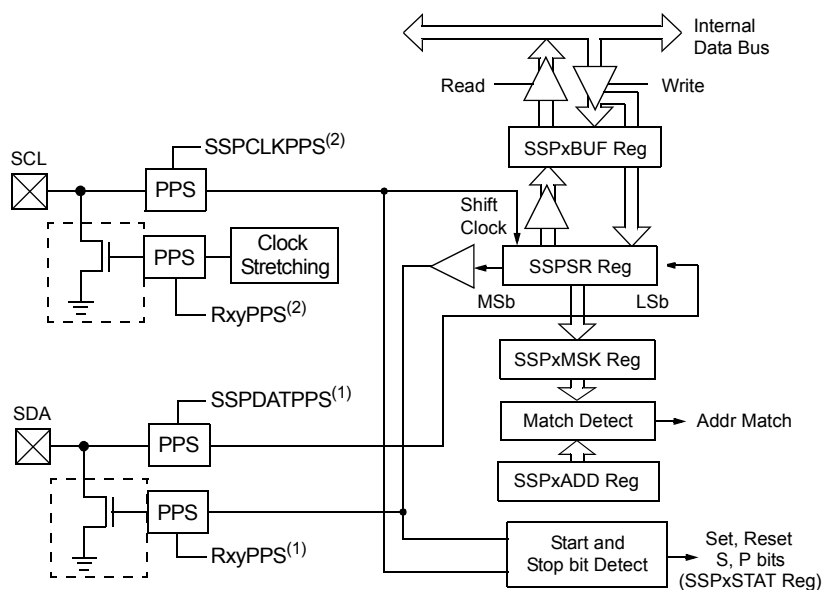 Internal
Data Bus
Read
Write
SSPCLKPPS(2)
SSPxBUF Reg
SCL
PPS
Shift
Clock
PPS
Clock
Stretching
SSPSR Reg
MSb
LSb
RxyPPS(2)
SSPxMSK Reg
SSPDATPPS(1)
SDA
PPS
Match Detect
Addr Match
SSPxADD Reg
PPS
RxyPPS(1)
Start and
Stop bit Detect
Set, Reset
S, P bits
(SSPxSTAT Reg)